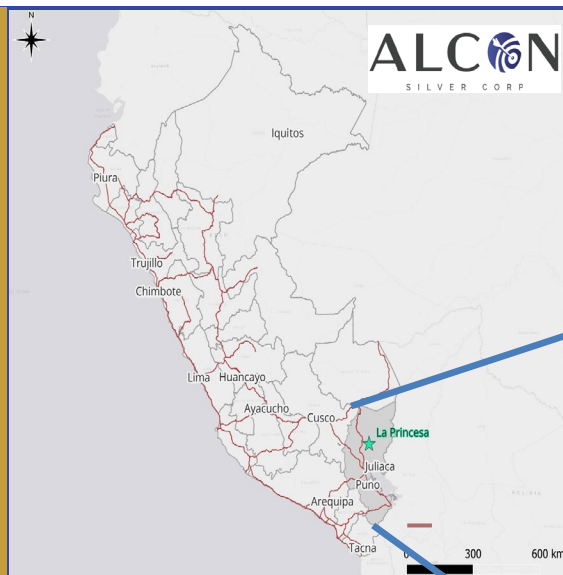 N
ALCON
SILVER CORP
Iquitos
Piura
Trujillo
Chimbote
Lima
Huancayo
Ayacucho
Cusco
La Princesa
Juliaca
Puno
Arequipa
Tacna
0 300 600 km